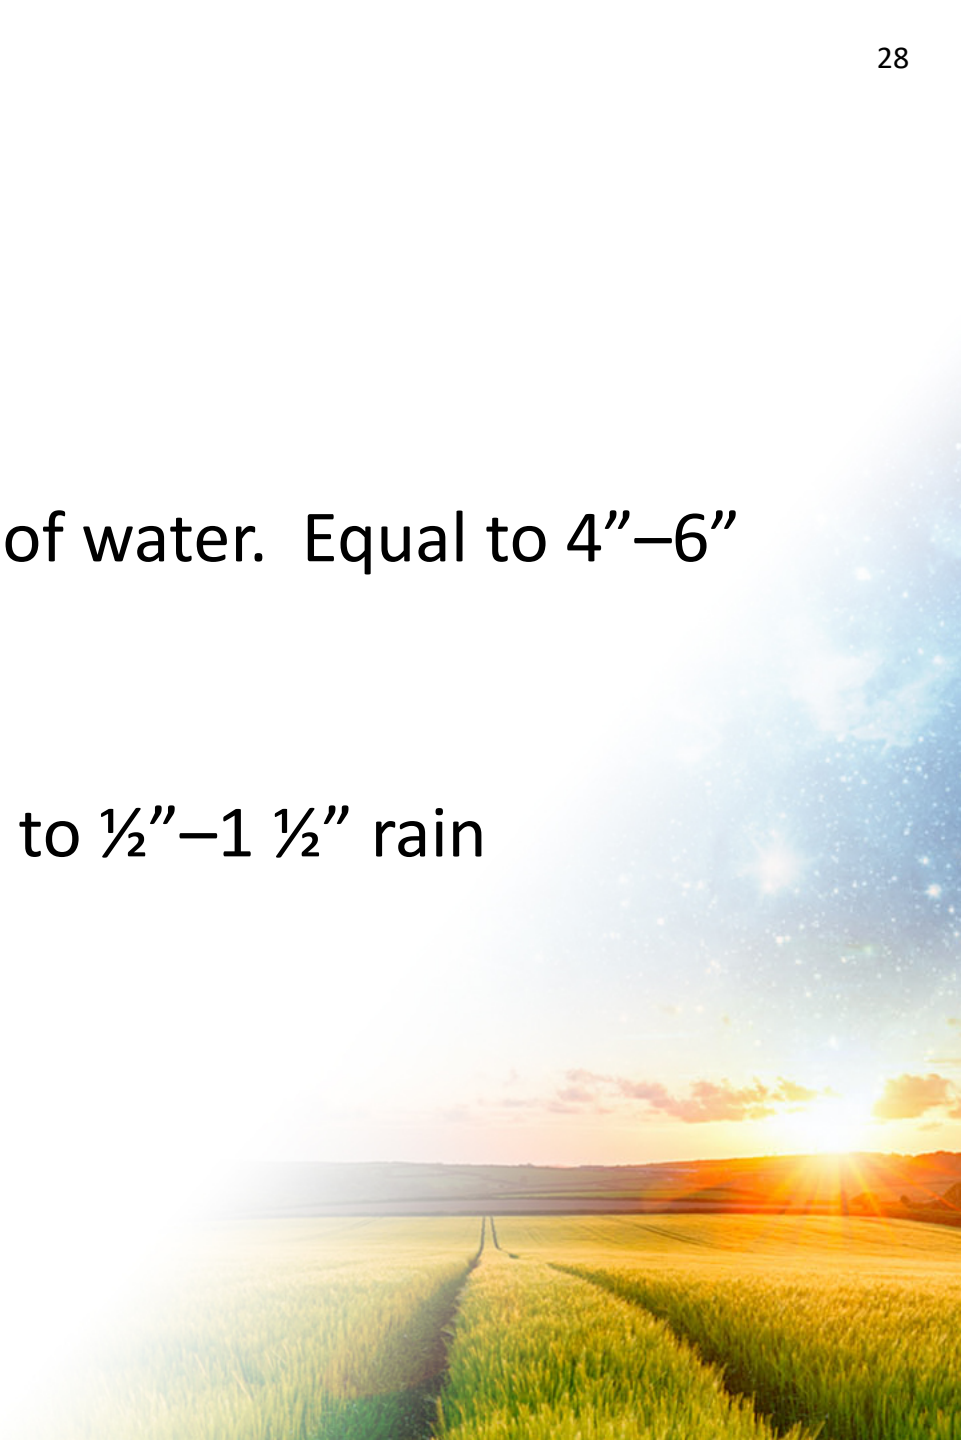 28
of water.  Equal to 4”–6”
to ½”–1 ½” rain